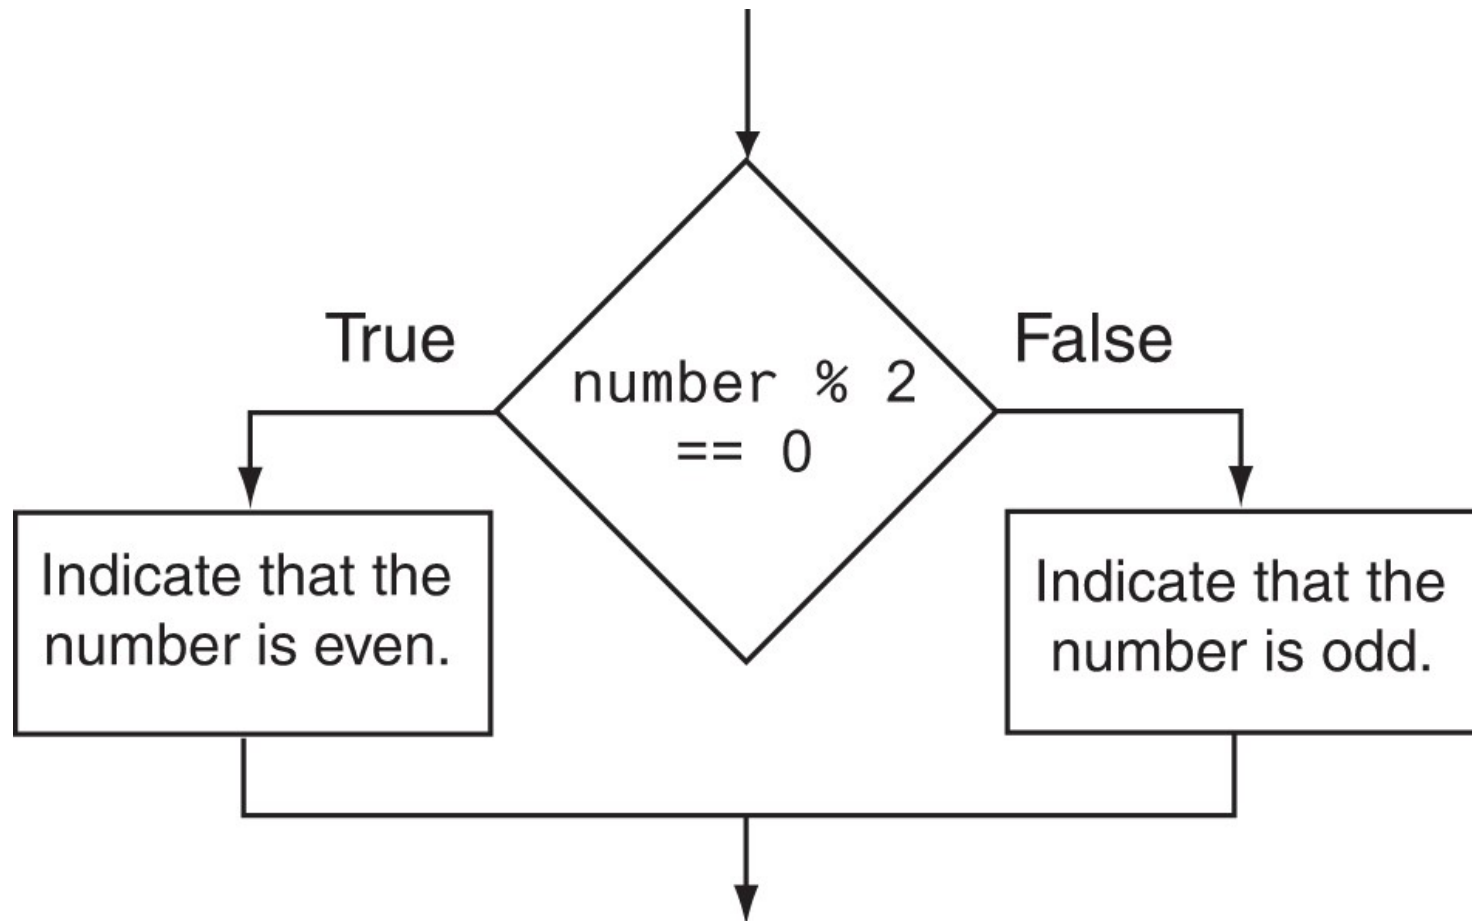 True
False
number % 2
== 0
Indicate that the
number is even.
Indicate that the
number is odd.